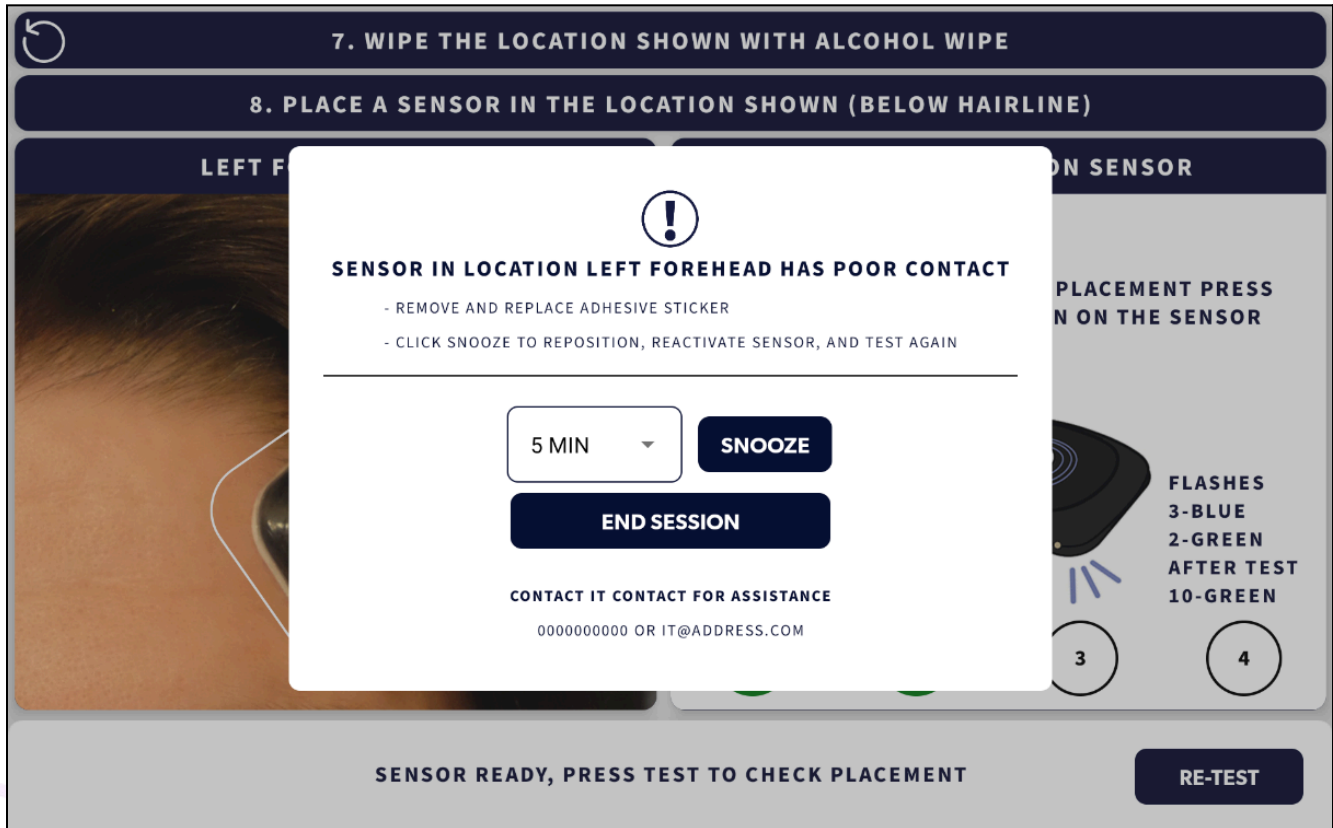 7. WIPE THE LOCATION SHOWN WITH ALCOHOL WIPE
8. PLACE A SENSOR IN THE LOCATION SHOWN (BELOW HAIRLINE)
LEFT
ON SENSOR
SENSOR IN LOCATION LEFT FOREHEAD HAS POOR CONTACT
- REMOVE AND REPLACE ADHESIVE STICKER
- CLICK SNOOZE TO REPOSITION, REACTIVATE SENSOR, AND TEST AGAIN
5 MIN
SNOOZE
END SESSION
CONTACT IT CONTACT FOR ASSISTANCE
0000000000 OR IT@ADDRESS.COM
PLACEMENT PRESS
ON THE SENSOR
FLASHES
3-BLUE
2-GREEN
AFTER TEST
10-GREEN
3
4
SENSOR READY, PRESS TEST TO CHECK PLACEMENT
RE-TEST